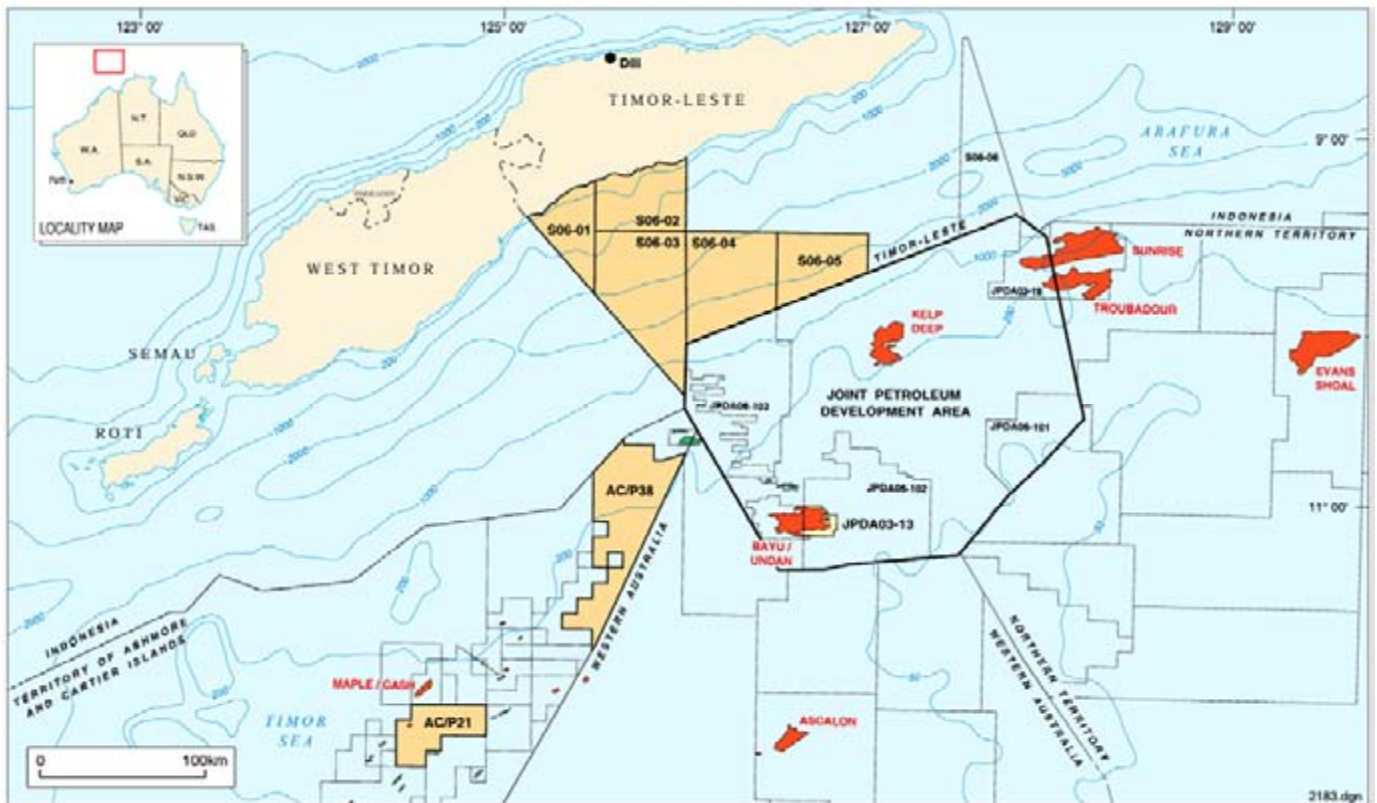 123° 00'
125° 00'
127° 00'
129° 00'
Dili
TIMOR-LESTE
ARAFURA
SEA
9° 00'
N.T.
QLD
W.A.
S.A.
N.S.W.
VIC
TAS
LOCALITY MAP
S06-06
S06-01
S06-02
S06-03
S06-04
S06-05
TIMOR-LESTE
INDONESIA
NORTHERN TERRITORY
SUNRISE
TROUBADOUR
WEST TIMOR
KELP
DEEP
EVANS
SHOAL
SEMAU
ROTI
JOINT PETROLEUM
DEVELOPMENT AREA
JPDA06-103
JPDA06-101
JPDA06-102
AC/P38
JPDA03-13
11° 00'
BAYU /
UNDAN
WESTERN AUSTRALIA
INDONESIA
TERRITORY OF ASHMORE
AND CARTIER ISLANDS
NORTHERN TERRITORY
WESTERN AUSTRALIA
MAPLE / CASH
AC/P21
TIMOR
SEA
ASCALON
0
100km
2183.dgn